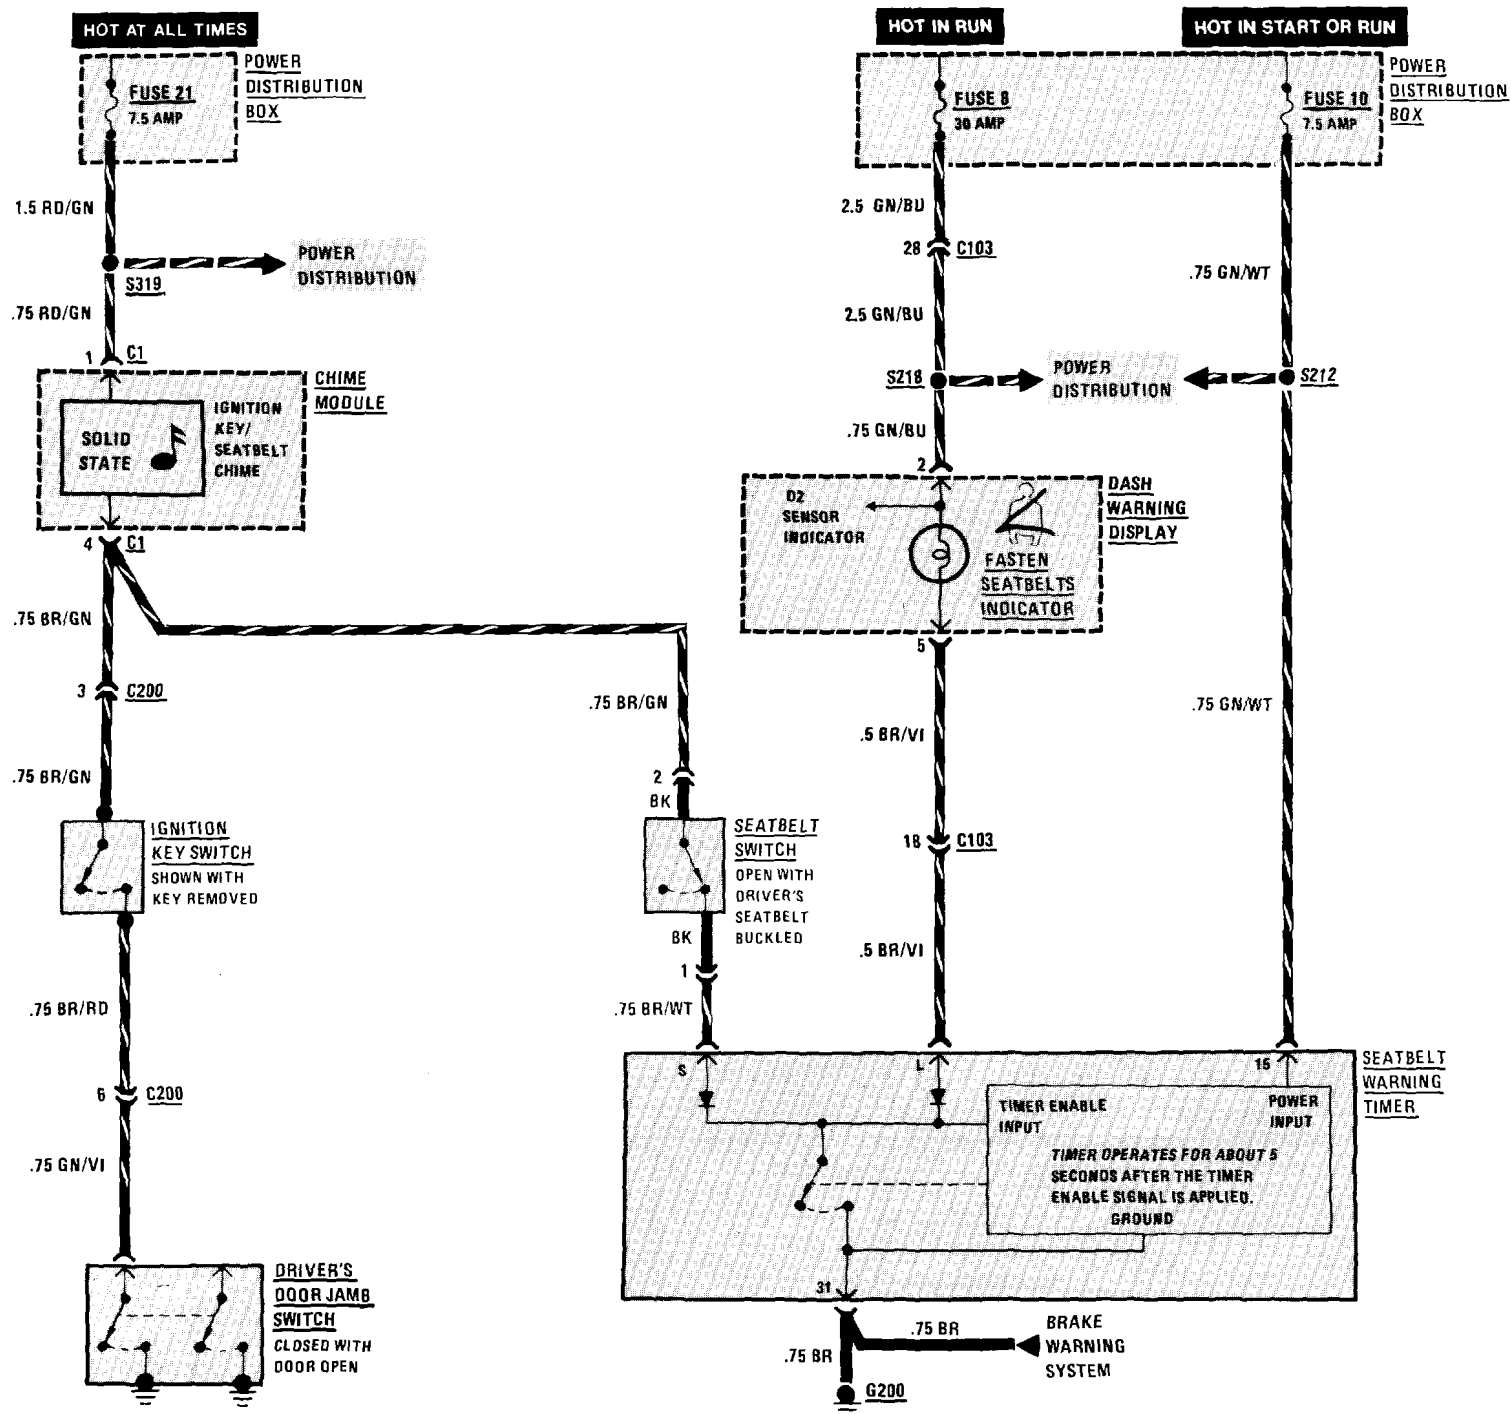 HOT AT ALL TIMES
HOT IN RUN
HOT IN START OR RUN
FUSE 21
7.5 AMP
POWER
DISTRIBUTION
BOX
FUSE 8
30 AMP
FUSE 10
7.5 AMP
POWER
DISTRIBUTION
BOX
1.5 RD/GN
S319
POWER
DISTRIBUTION
.75 RD/GN
1 C1
2.5 GN/BU
28 C103
2.5 GN/BU
.75 GN/WT
S218
POWER
DISTRIBUTION
S212
.75 GN/BU
2
CHIME
MODULE
SOLID
STATE
IGNITION
KEY/
SEATBELT
CHIME
4 C1
D2
SENSOR
INDICATOR
FASTEN
SEATBELTS
INDICATOR
DASH
WARNING
DISPLAY
5
.75 BR/GN
3 C200
.75 BR/GN
.75 BR/GN
.5 BR/VI
.75 GN/WT
2
BK
IGNITION
KEY SWITCH
SHOWN WITH
KEY REMOVED
SEATBELT
SWITCH
OPEN WITH
DRIVER'S
SEATBELT
BUCKLED
18 C103
BK
1
.5 BR/VI
.75 BR/RD
.75 BR/WT
6 C200
.75 GN/VI
S
L
15
SEATBELT
WARNING
TIMER
TIMER ENABLE
INPUT
POWER
INPUT
TIMER OPERATES FOR ABOUT 5
SECONDS AFTER THE TIMER
ENABLE SIGNAL IS APPLIED.
GROUND
31
DRIVER'S
DOOR JAMB
SWITCH
CLOSED WITH
DOOR OPEN
.75 BR
BRAKE
WARNING
SYSTEM
.75 BR
G200